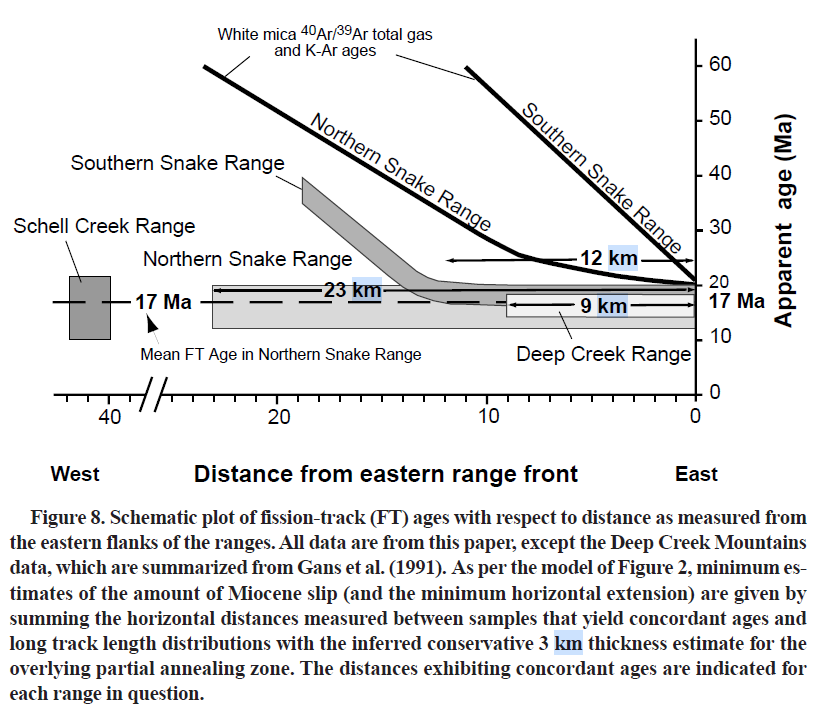 White mica 40Ar/39Ar total gas
and K-Ar ages
60
50
40
30
20
17 Ma
10
0
Apparent age (Ma)
Northern Snake Range
Southern Snake Range
Southern Snake Range
Schell Creek Range
Northern Snake Range
12 km
23 km
17 Ma
9 km
Mean FT Age in Northern Snake Range
Deep Creek Range
40
20
10
0
West
Distance from eastern range front
East
Figure 8. Schematic plot of fission-track (FT) ages with respect to distance as measured from
the eastern flanks of the ranges. All data are from this paper, except the Deep Creek Mountains
data, which are summarized from Gans et al. (1991). As per the model of Figure 2, minimum es-
timates of the amount of Miocene slip (and the minimum horizontal extension) are given by
summing the horizontal distances measured between samples that yield concordant ages and
long track length distributions with the inferred conservative 3 km thickness estimate for the
overlying partial annealing zone. The distances exhibiting concordant ages are indicated for
each range in question.